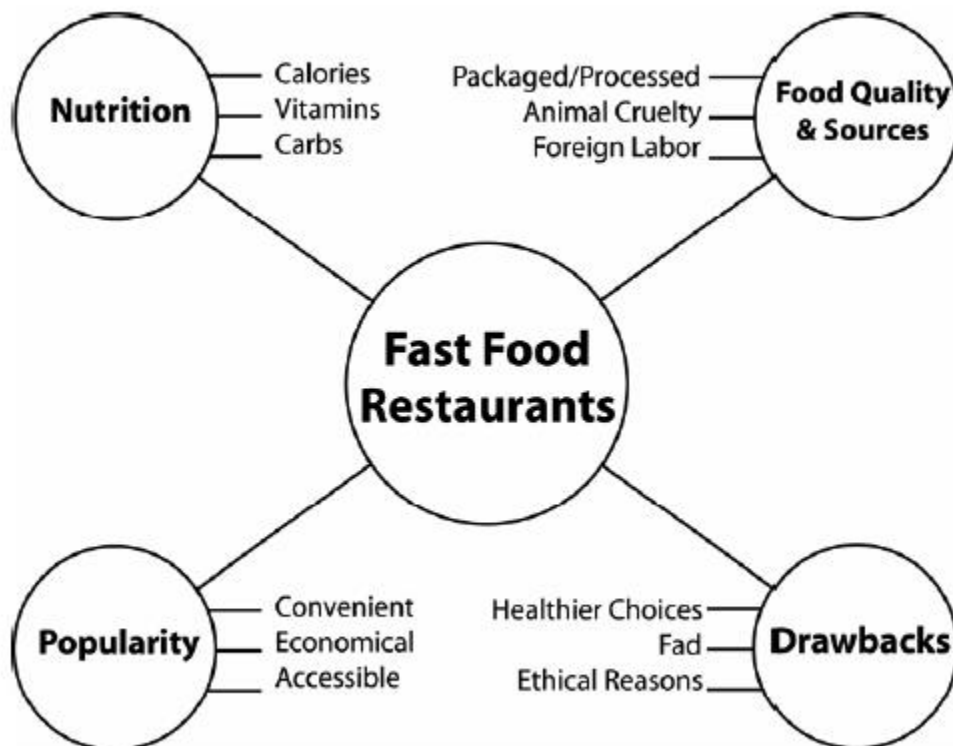 Nutrition
Calories
Vitamins
Carbs
Packaged/Processed
Animal Cruelty
Foreign Labor
Food Quality
& Sources
Fast Food
Restaurants
Popularity
Convenient
Economical
Accessible
Healthier Choices
Fad
Ethical Reasons
Drawbacks